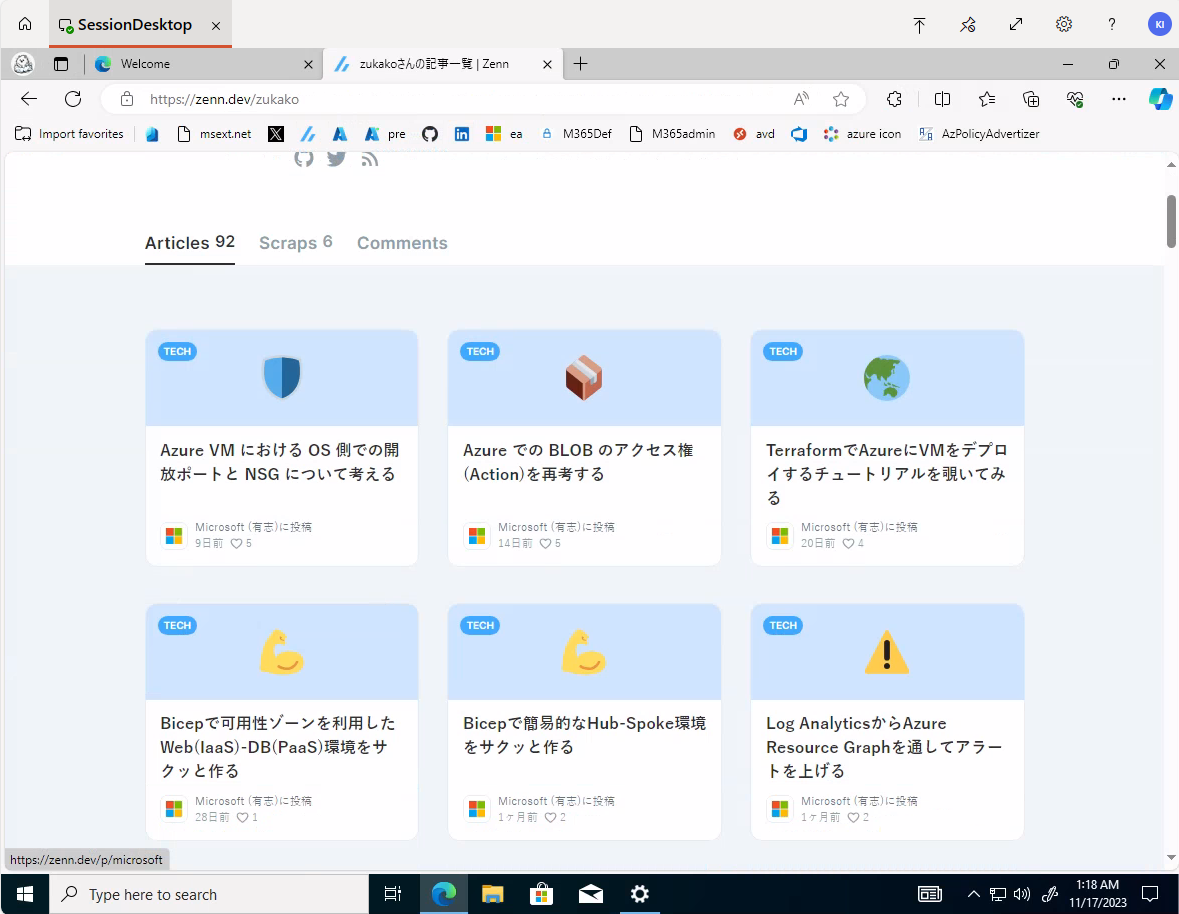 SessionDesktop
?
KI
Welcome
zukakoさんの記事一覧 | Zenn
https://zenn.dev/zukako
Import favorites
msext.net
X
pre
ea
M365Def
M365admin
avd
azure icon
AzPolicyAdvertizer
Articles 92
Scraps 6
Comments
TECH
Azure VM における OS 側での開
放ポートと NSG について考える
Microsoft (有志)に投稿
9日前 5
TECH
Azure での BLOB のアクセス権
(Action)を再考する
Microsoft (有志)に投稿
14日前 5
TECH
TerraformでAzureにVMをデプロ
イするチュートリアルを覗いてみ
る
Microsoft (有志)に投稿
20日前 4
TECH
Bicepで可用性ゾーンを利用した
Web(IaaS)-DB(PaaS)環境をサ
クッと作る
Microsoft (有志)に投稿
28日前 1
TECH
Bicepで簡易的なHub-Spoke環境
をサクッと作る
Microsoft (有志)に投稿
1ヶ月前 2
TECH
Log AnalyticsからAzure
Resource Graphを通してアラー
トを上げる
Microsoft (有志)に投稿
1ヶ月前 2
https://zenn.dev/p/microsoft
Type here to search
1:18 AM
11/17/2023